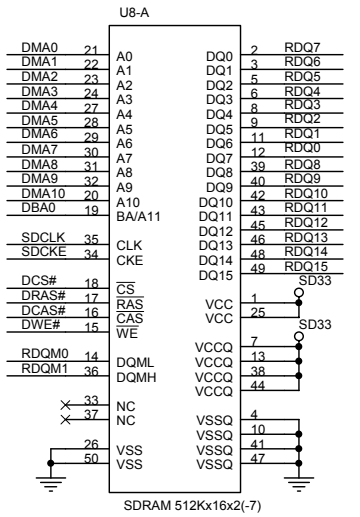 U8-A
DMA0 21 A0 DQ0 2 RDQ7
DMA1 22 A1 DQ1 3 RDQ6
DMA2 23 A2 DQ2 5 RDQ5
DMA3 24 A3 DQ3 6 RDQ4
DMA4 27 A4 DQ4 8 RDQ3
DMA5 28 A5 DQ5 9 RDQ2
DMA6 29 A6 DQ6 11 RDQ1
DMA7 30 A7 DQ7 12 RDQ0
DMA8 31 A8 DQ8 39 RDQ8
DMA9 32 A9 DQ9 40 RDQ9
DMA10 20 A10 DQ10 42 RDQ10
DBA0 19 BA/A11 DQ11 43 RDQ11
DQ12 45 RDQ12
SDCLK 35 CLK DQ13 46 RDQ13
SDCKE 34 CKE DQ14 48 RDQ14
DQ15 49 RDQ15
DCS# 18 CS SD33
DRAS# 17 RAS VCC 1
DCAS# 16 CAS VCC 25
DWE# 15 WE SD33
VCCQ 7
RDQM0 14 DQML VCCQ 13
RDQM1 36 DQMH VCCQ 38
VCCQ 44
33 NC
37 NC VSSQ 4
VSSQ 10
26 VSS VSSQ 41
50 VSS VSSQ 47
SDRAM 512Kx16x2(-7)